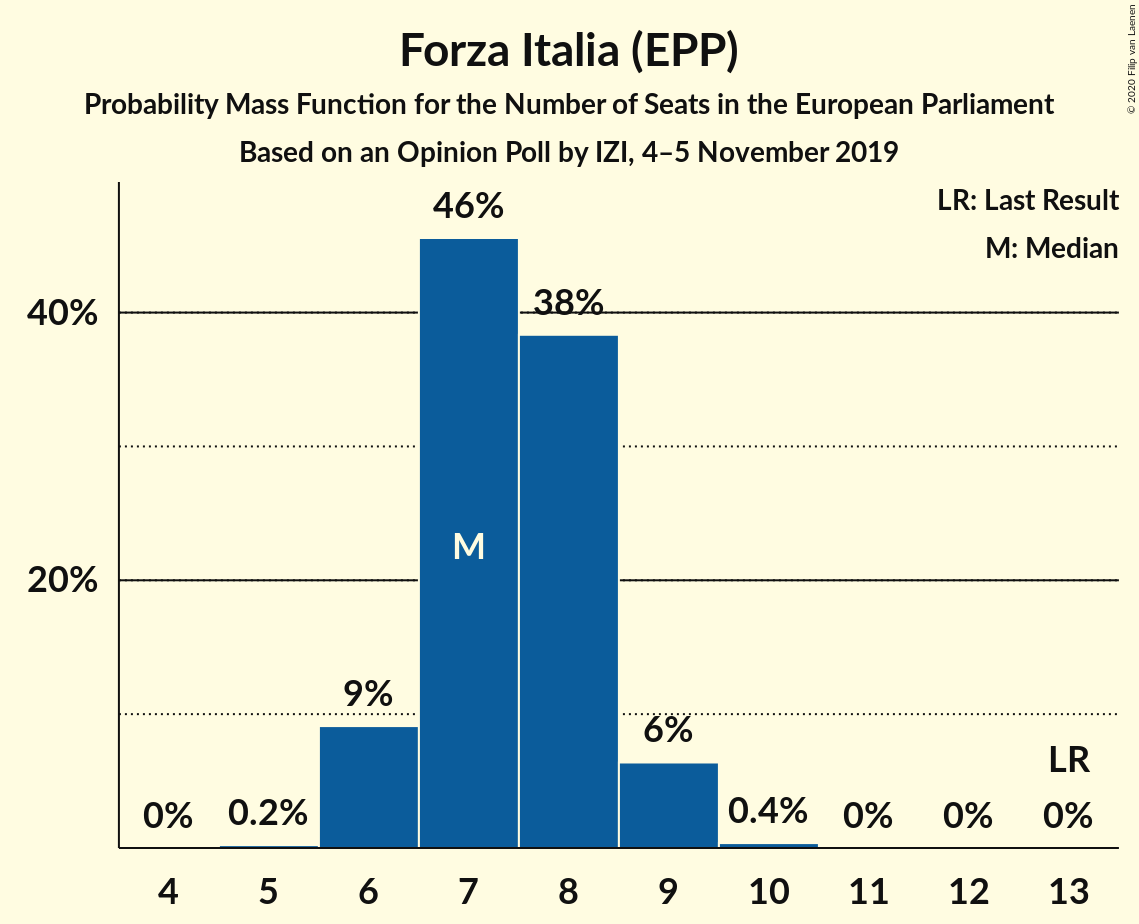 Forza Italia (EPP)
Probability Mass Function for the Number of Seats in the European Parliament
Based on an Opinion Poll by IZI, 4–5 November 2019
© 2020 Filip van Laenen
LR: Last Result
M: Median
40%
20%
0%
0.2%
9%
46%
M
38%
6%
0.4%
0%
0%
LR
0%
4 5 6 7 8 9 10 11 12 13